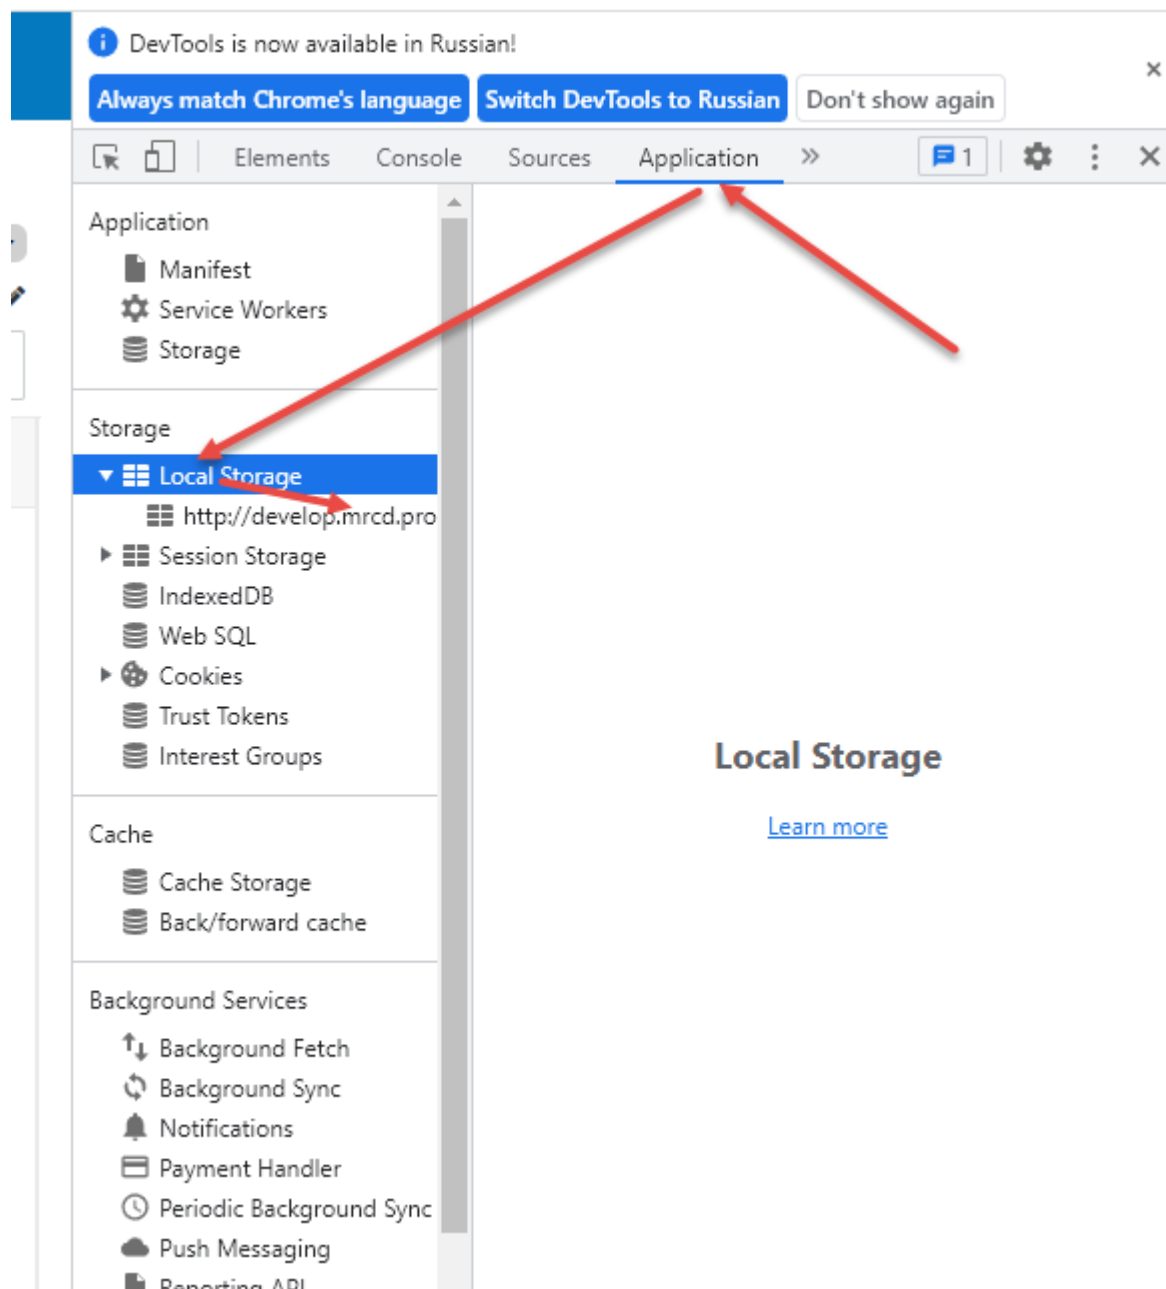 DevTools is now available in Russian!
Always match Chrome's language Switch DevTools to Russian Don't show again
Elements Console Sources Application 1
Application
Manifest
Service Workers
Storage
Storage
Local Storage
http://develop.mrcd.pro
Session Storage
IndexedDB
Web SQL
Cookies
Trust Tokens
Interest Groups
Local Storage
Learn more
Cache
Cache Storage
Back/forward cache
Background Services
Background Fetch
Background Sync
Notifications
Payment Handler
Periodic Background Sync
Push Messaging
Reporting API